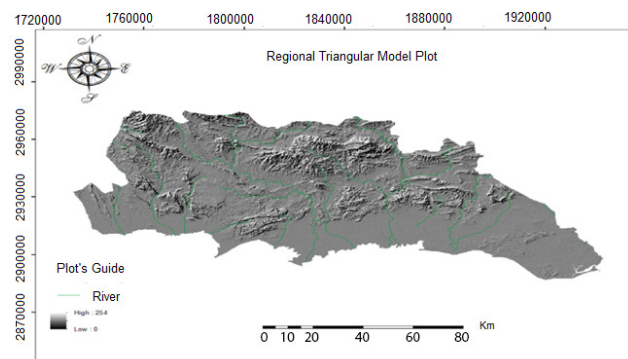 1720000 1760000 1800000 1840000 1880000 1920000
Regional Triangular Model Plot
N
W E
S
2990000
2960000
2930000
2900000
2870000
Plot's Guide
River
High : 254
Low : 0
0 10 20 40 60 80 Km